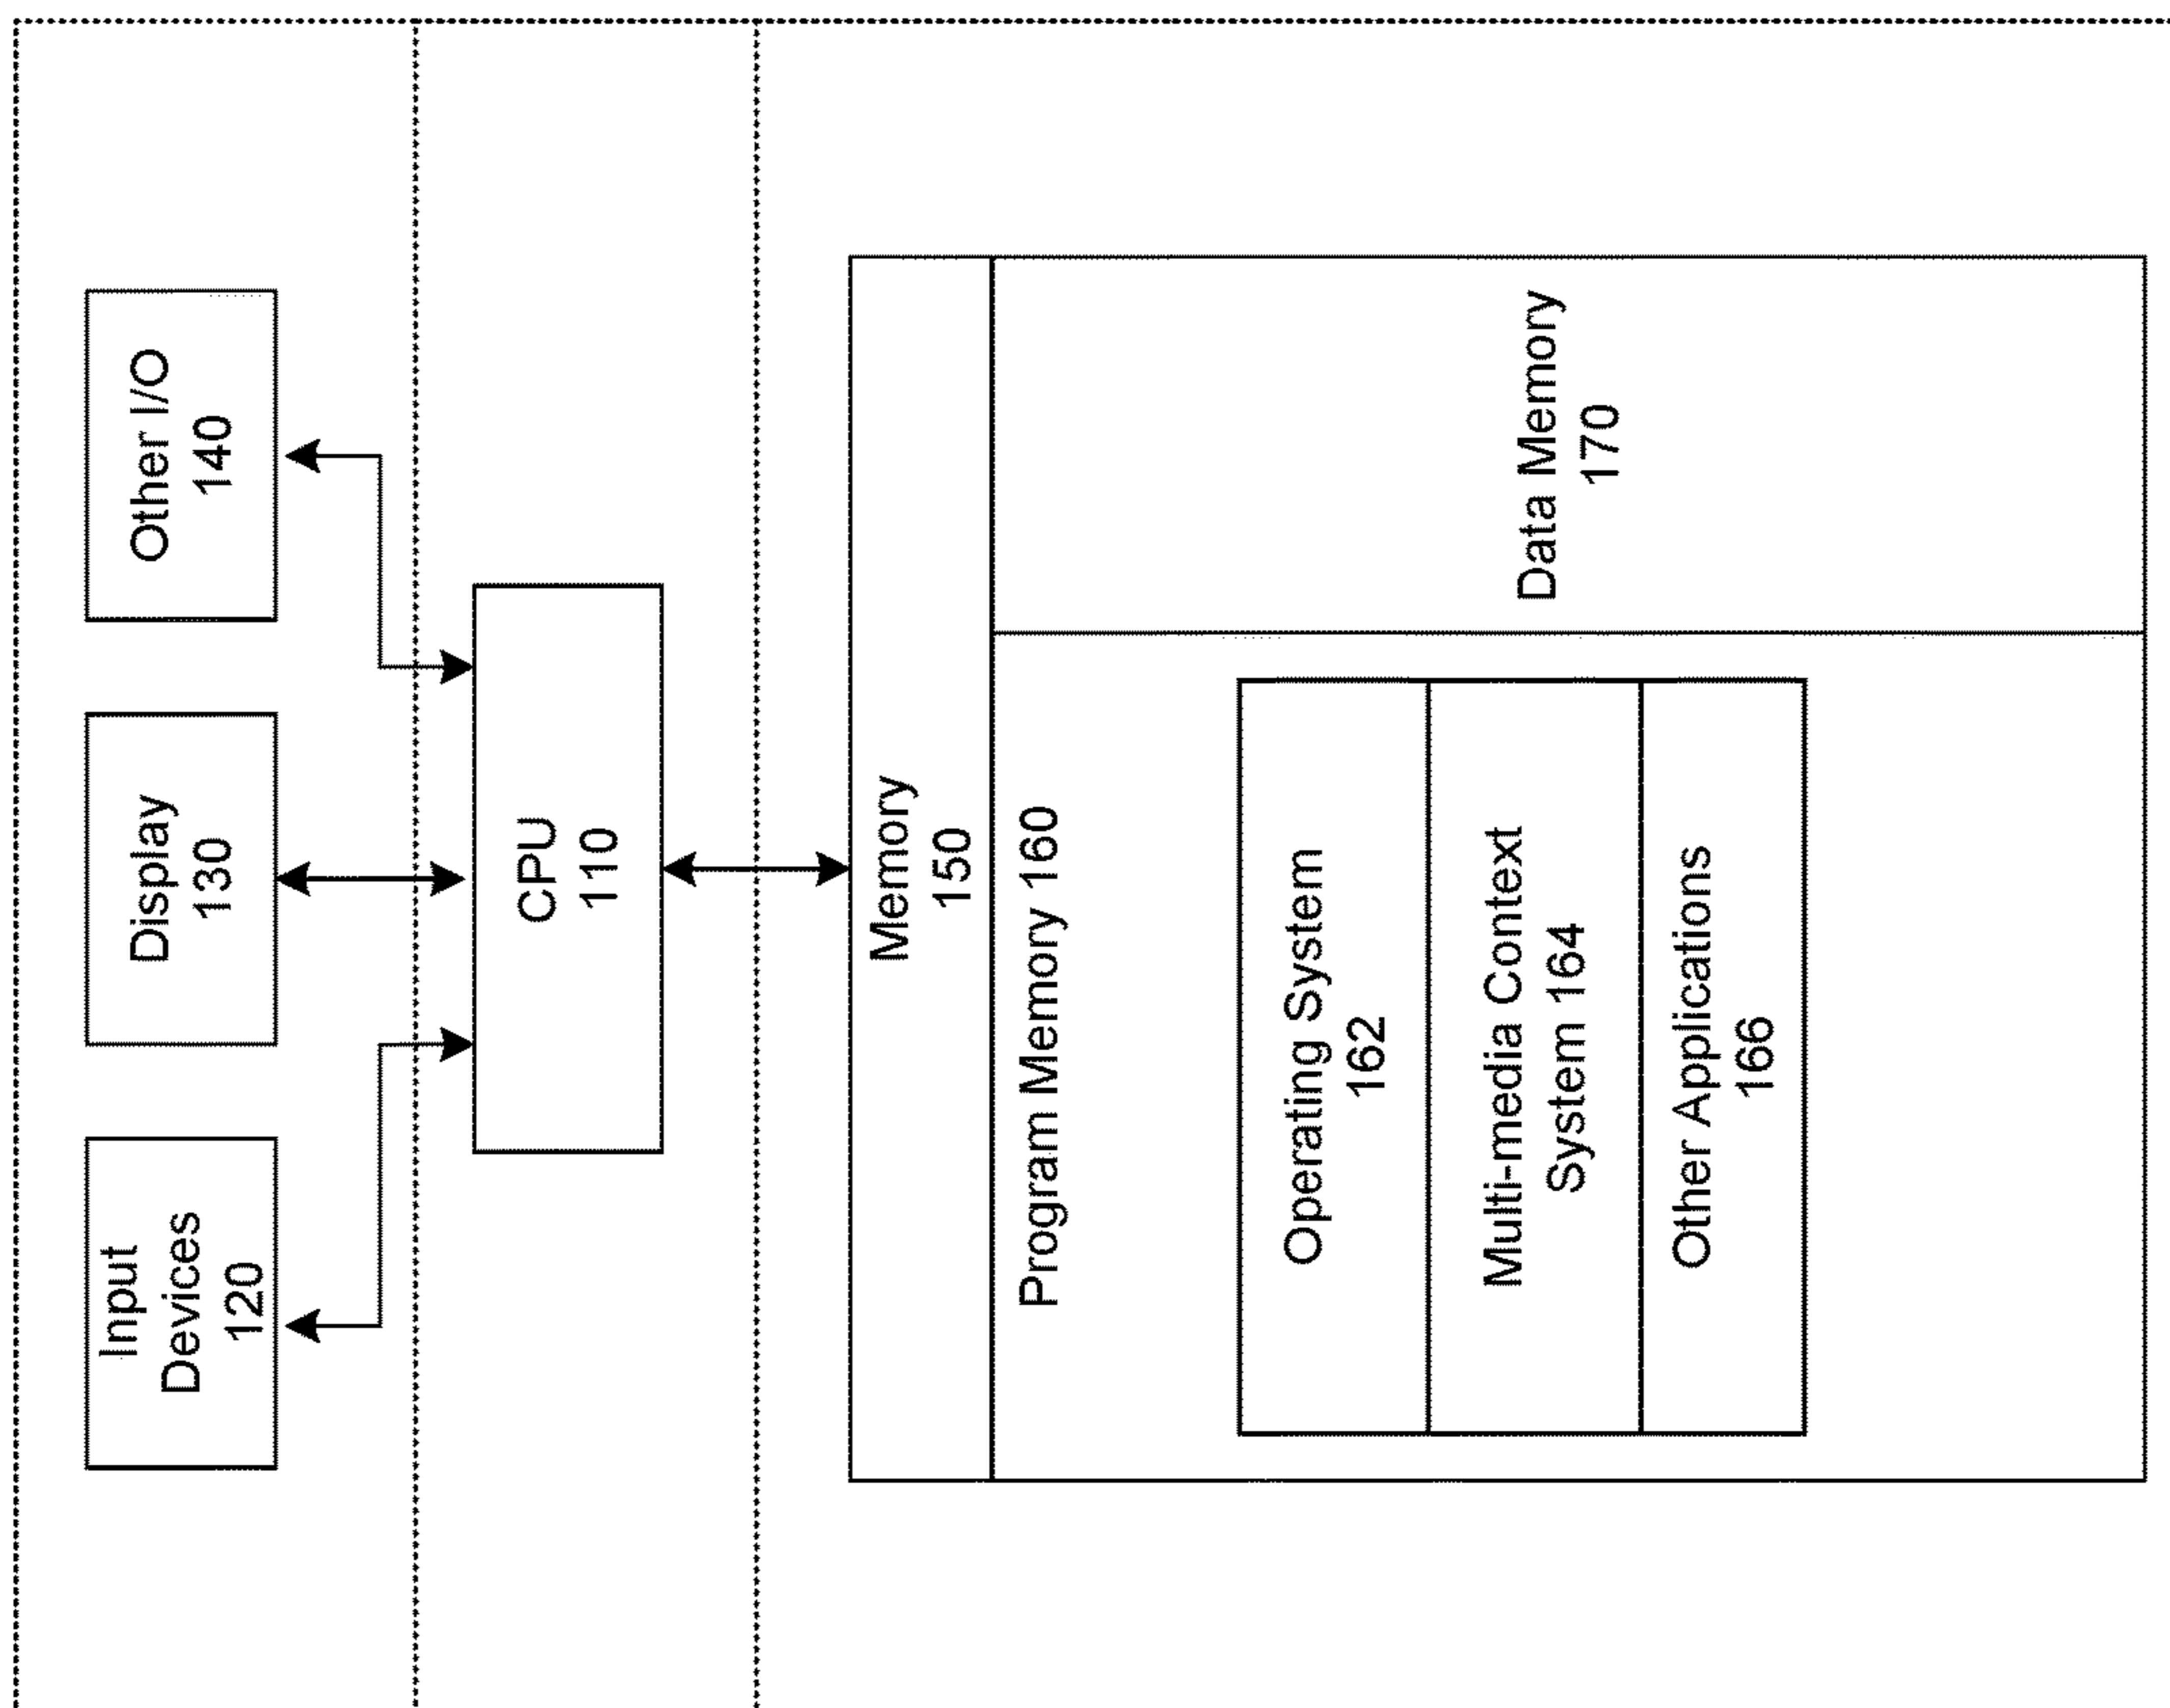 Input
Devices
120
Display
130
Other I/O
140
CPU
110
Memory
150
Program Memory 160
Operating System
162
Multi-media Context
System 164
Other Applications
166
Data Memory
170